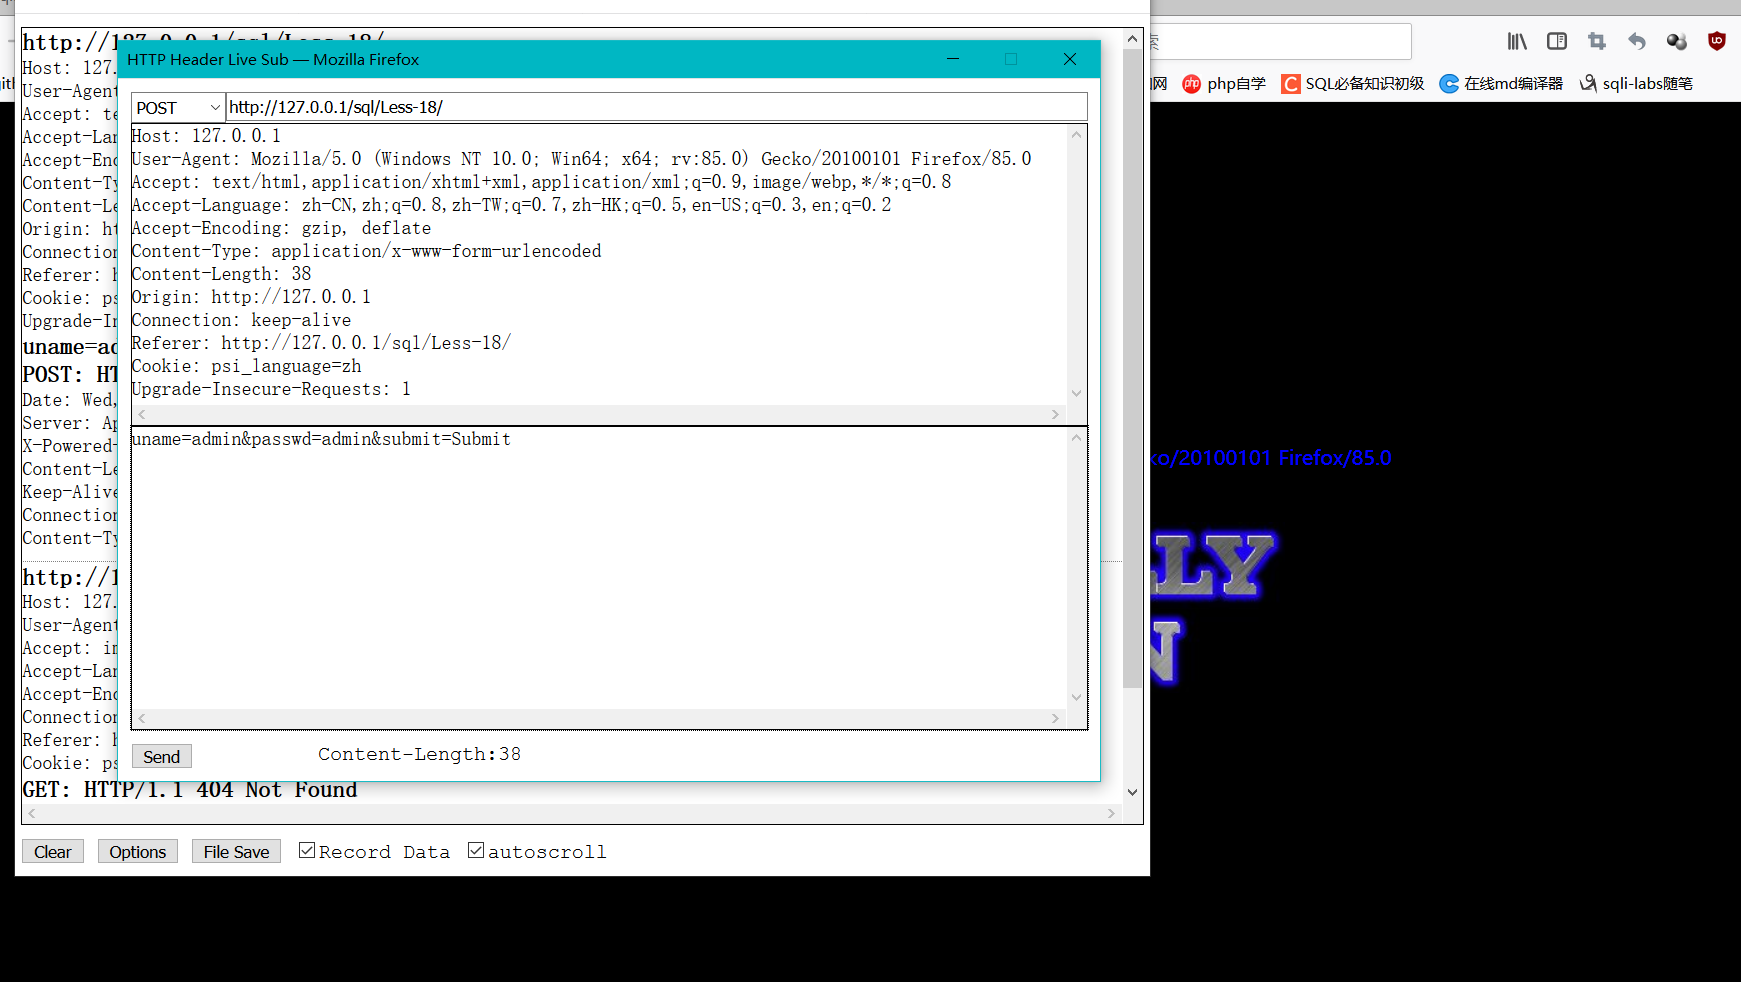 http://127.0.0.1/sql/Less-18/
HTTP Header Live Sub — Mozilla Firefox
POST
http://127.0.0.1/sql/Less-18/
Host: 127.0.0.1
User-Agent: Mozilla/5.0 (Windows NT 10.0; Win64; x64; rv:85.0) Gecko/20100101 Firefox/85.0
Accept: text/html,application/xhtml+xml,application/xml;q=0.9,image/webp,*/*;q=0.8
Accept-Language: zh-CN,zh;q=0.8,zh-TW;q=0.7,zh-HK;q=0.5,en-US;q=0.3,en;q=0.2
Accept-Encoding: gzip, deflate
Content-Type: application/x-www-form-urlencoded
Content-Length: 38
Origin: http://127.0.0.1
Connection: keep-alive
Referer: http://127.0.0.1/sql/Less-18/
Cookie: psi_language=zh
Upgrade-Insecure-Requests: 1
uname=admin&passwd=admin&submit=Submit
Send
Content-Length:38
Host: 127.
User-Agent
Accept: te
Accept-Lan
Accept-Enc
Content-Ty
Content-Le
Origin: ht
Connection
Referer: h
Cookie: ps
Upgrade-In
uname=ad
POST: HT
Date: Wed,
Server: Ap
X-Powered-
Content-Le
Keep-Alive
Connection
Content-Ty
http://1
Host: 127.
User-Agent
Accept: im
Accept-Lan
Accept-Enc
Connection
Referer: h
Cookie: ps
GET: HTTP/1.1 404 Not Found
Clear
Options
File Save
Record Data
autoscroll
索
网
php php自学
C SQL必备知识初级
在线md编译器
sqli-labs随笔
ko/20100101 Firefox/85.0
LLY
N